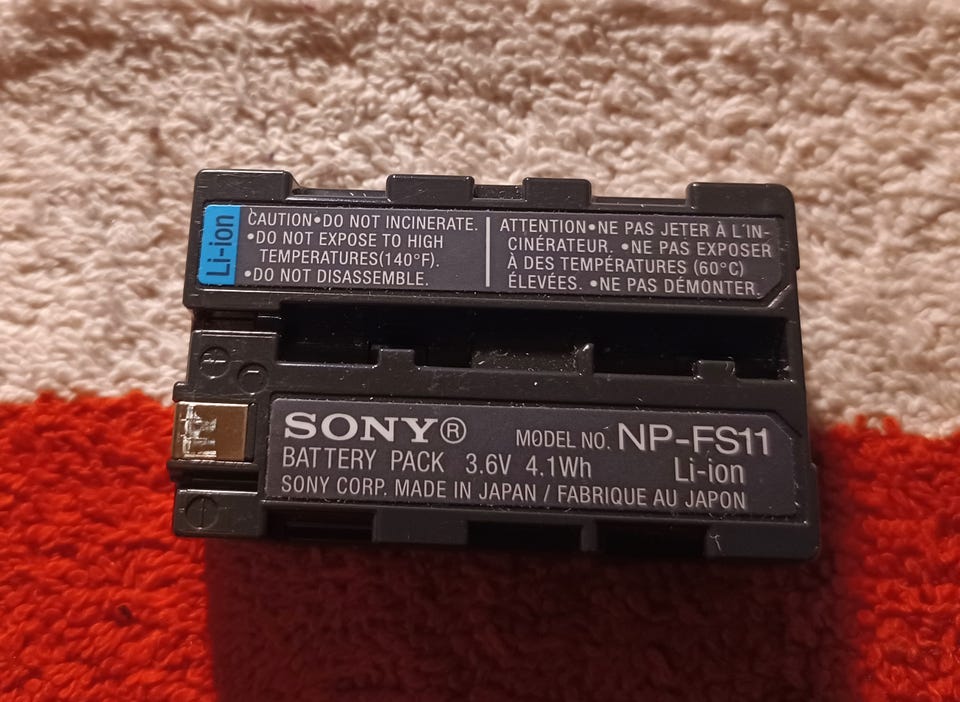 Li-ion
CAUTION•DO NOT INCINERATE.
•DO NOT EXPOSE TO HIGH
TEMPERATURES(140°F).
•DO NOT DISASSEMBLE.
ATTENTION•NE PAS JETER À L'IN-
CINÉRATEUR. •NE PAS EXPOSER
À DES TEMPÉRATURES (60°C)
ÉLEVÉES. •NE PAS DÉMONTER.
SONY® MODEL NO. NP-FS11
BATTERY PACK 3.6V 4.1Wh Li-ion
SONY CORP. MADE IN JAPAN / FABRIQUE AU JAPON